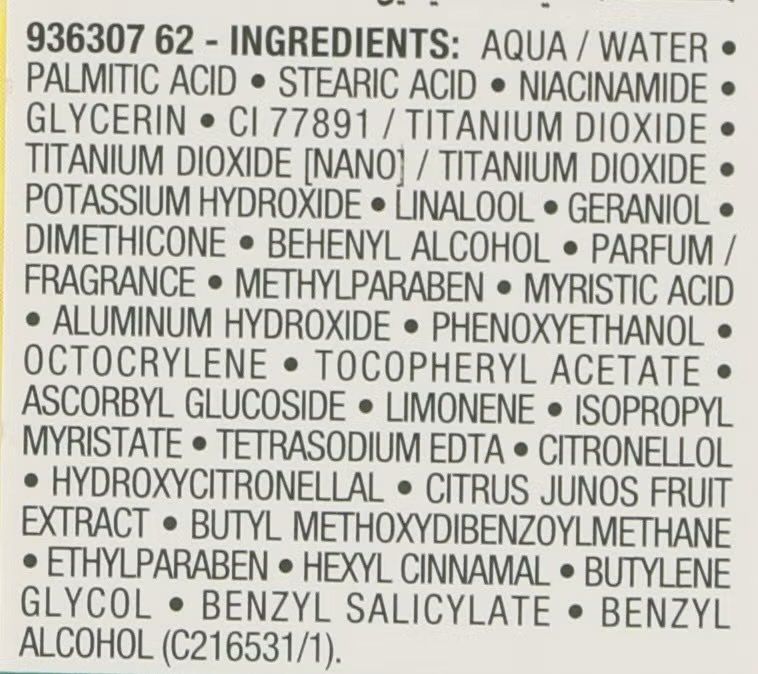 936307 62 - INGREDIENTS: AQUA / WATER •
PALMITIC ACID • STEARIC ACID • NIACINAMIDE •
GLYCERIN • CI 77891 / TITANIUM DIOXIDE •
TITANIUM DIOXIDE [NANO] / TITANIUM DIOXIDE •
POTASSIUM HYDROXIDE • LINALOOL • GERANIOL •
DIMETHICONE • BEHENYL ALCOHOL • PARFUM /
FRAGRANCE • METHYLPARABEN • MYRISTIC ACID
• ALUMINUM HYDROXIDE • PHENOXYETHANOL •
OCTOCRYLENE • TOCOPHERYL ACETATE •
ASCORBYL GLUCOSIDE • LIMONENE • ISOPROPYL
MYRISTATE • TETRASODIUM EDTA • CITRONELLOL
• HYDROXYCITRONELLAL • CITRUS JUNOS FRUIT
EXTRACT • BUTYL METHOXYDIBENZOYLMETHANE
• ETHYLPARABEN • HEXYL CINNAMAL • BUTYLENE
GLYCOL • BENZYL SALICYLATE • BENZYL
ALCOHOL (C216531/1).